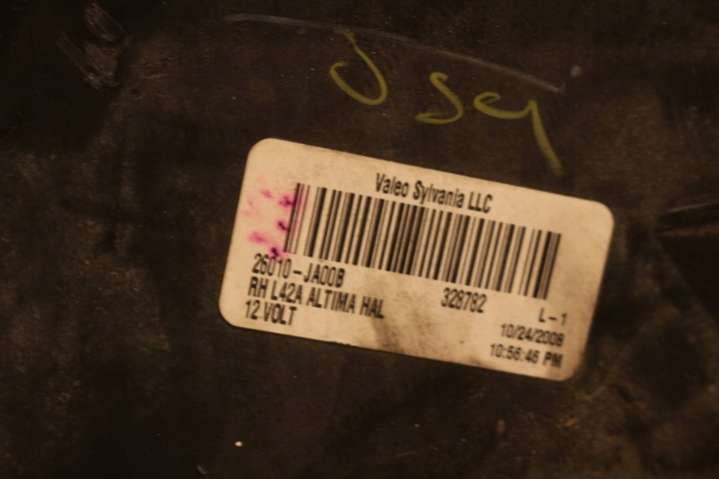 Valeo Sylvania LLC
26010-JA00B 328782 L-1
RH L42A ALTIMA HAL 10/24/2008
12 VOLT 10:56:46 PM